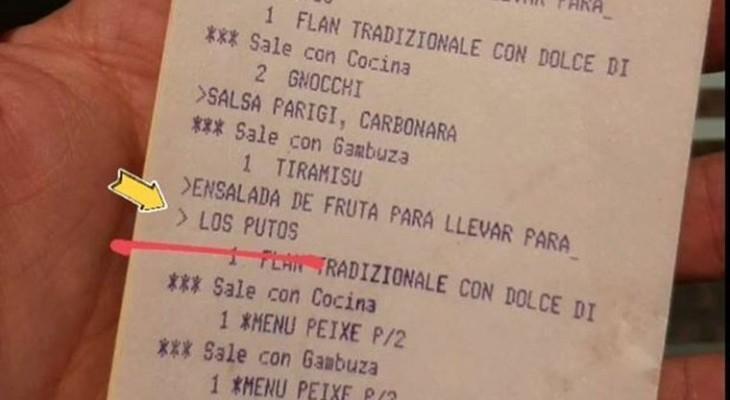 LLEVAR PARA_
1 FLAN TRADIZIONALE CON DOLCE DI
*** Sale con Cocina
2 GNOCCHI
>SALSA PARIGI, CARBONARA
*** Sale con Gambuza
1 TIRAMISU
>ENSALADA DE FRUTA PARA LLEVAR PARA_
> LOS PUTOS
1 FLAN TRADIZIONALE CON DOLCE DI
*** Sale con Cocina
1 *MENU PEIXE P/2
*** Sale con Gambuza
1 *MENU PEIXE P/2